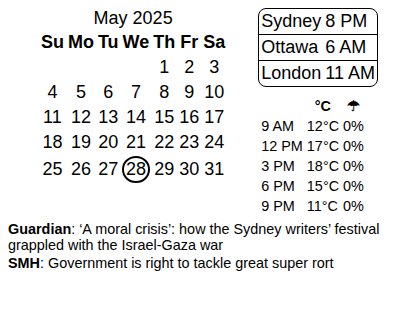 May 2025
Su Mo Tu We Th Fr Sa
1 2 3
4 5 6 7 8 9 10
11 12 13 14 15 16 17
18 19 20 21 22 23 24
25 26 27 28 29 30 31
Sydney 8 PM
Ottawa 6 AM
London 11 AM
°C ☂
9 AM 12°C 0%
12 PM 17°C 0%
3 PM 18°C 0%
6 PM 15°C 0%
9 PM 11°C 0%
Guardian: ‘A moral crisis’: how the Sydney writers’ festival
grappled with the Israel-Gaza war
SMH: Government is right to tackle great super rort